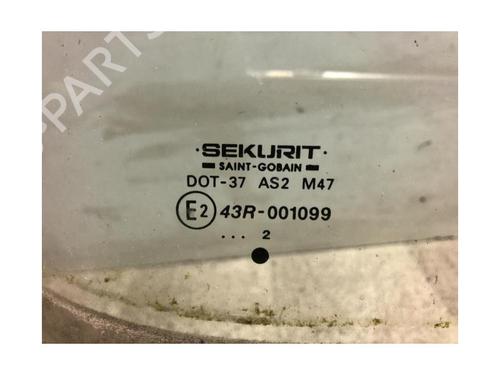 ·SEKURIT·
SAINT-GOBAIN
DOT-37 AS2 M47
E2 43R-001099
... 2